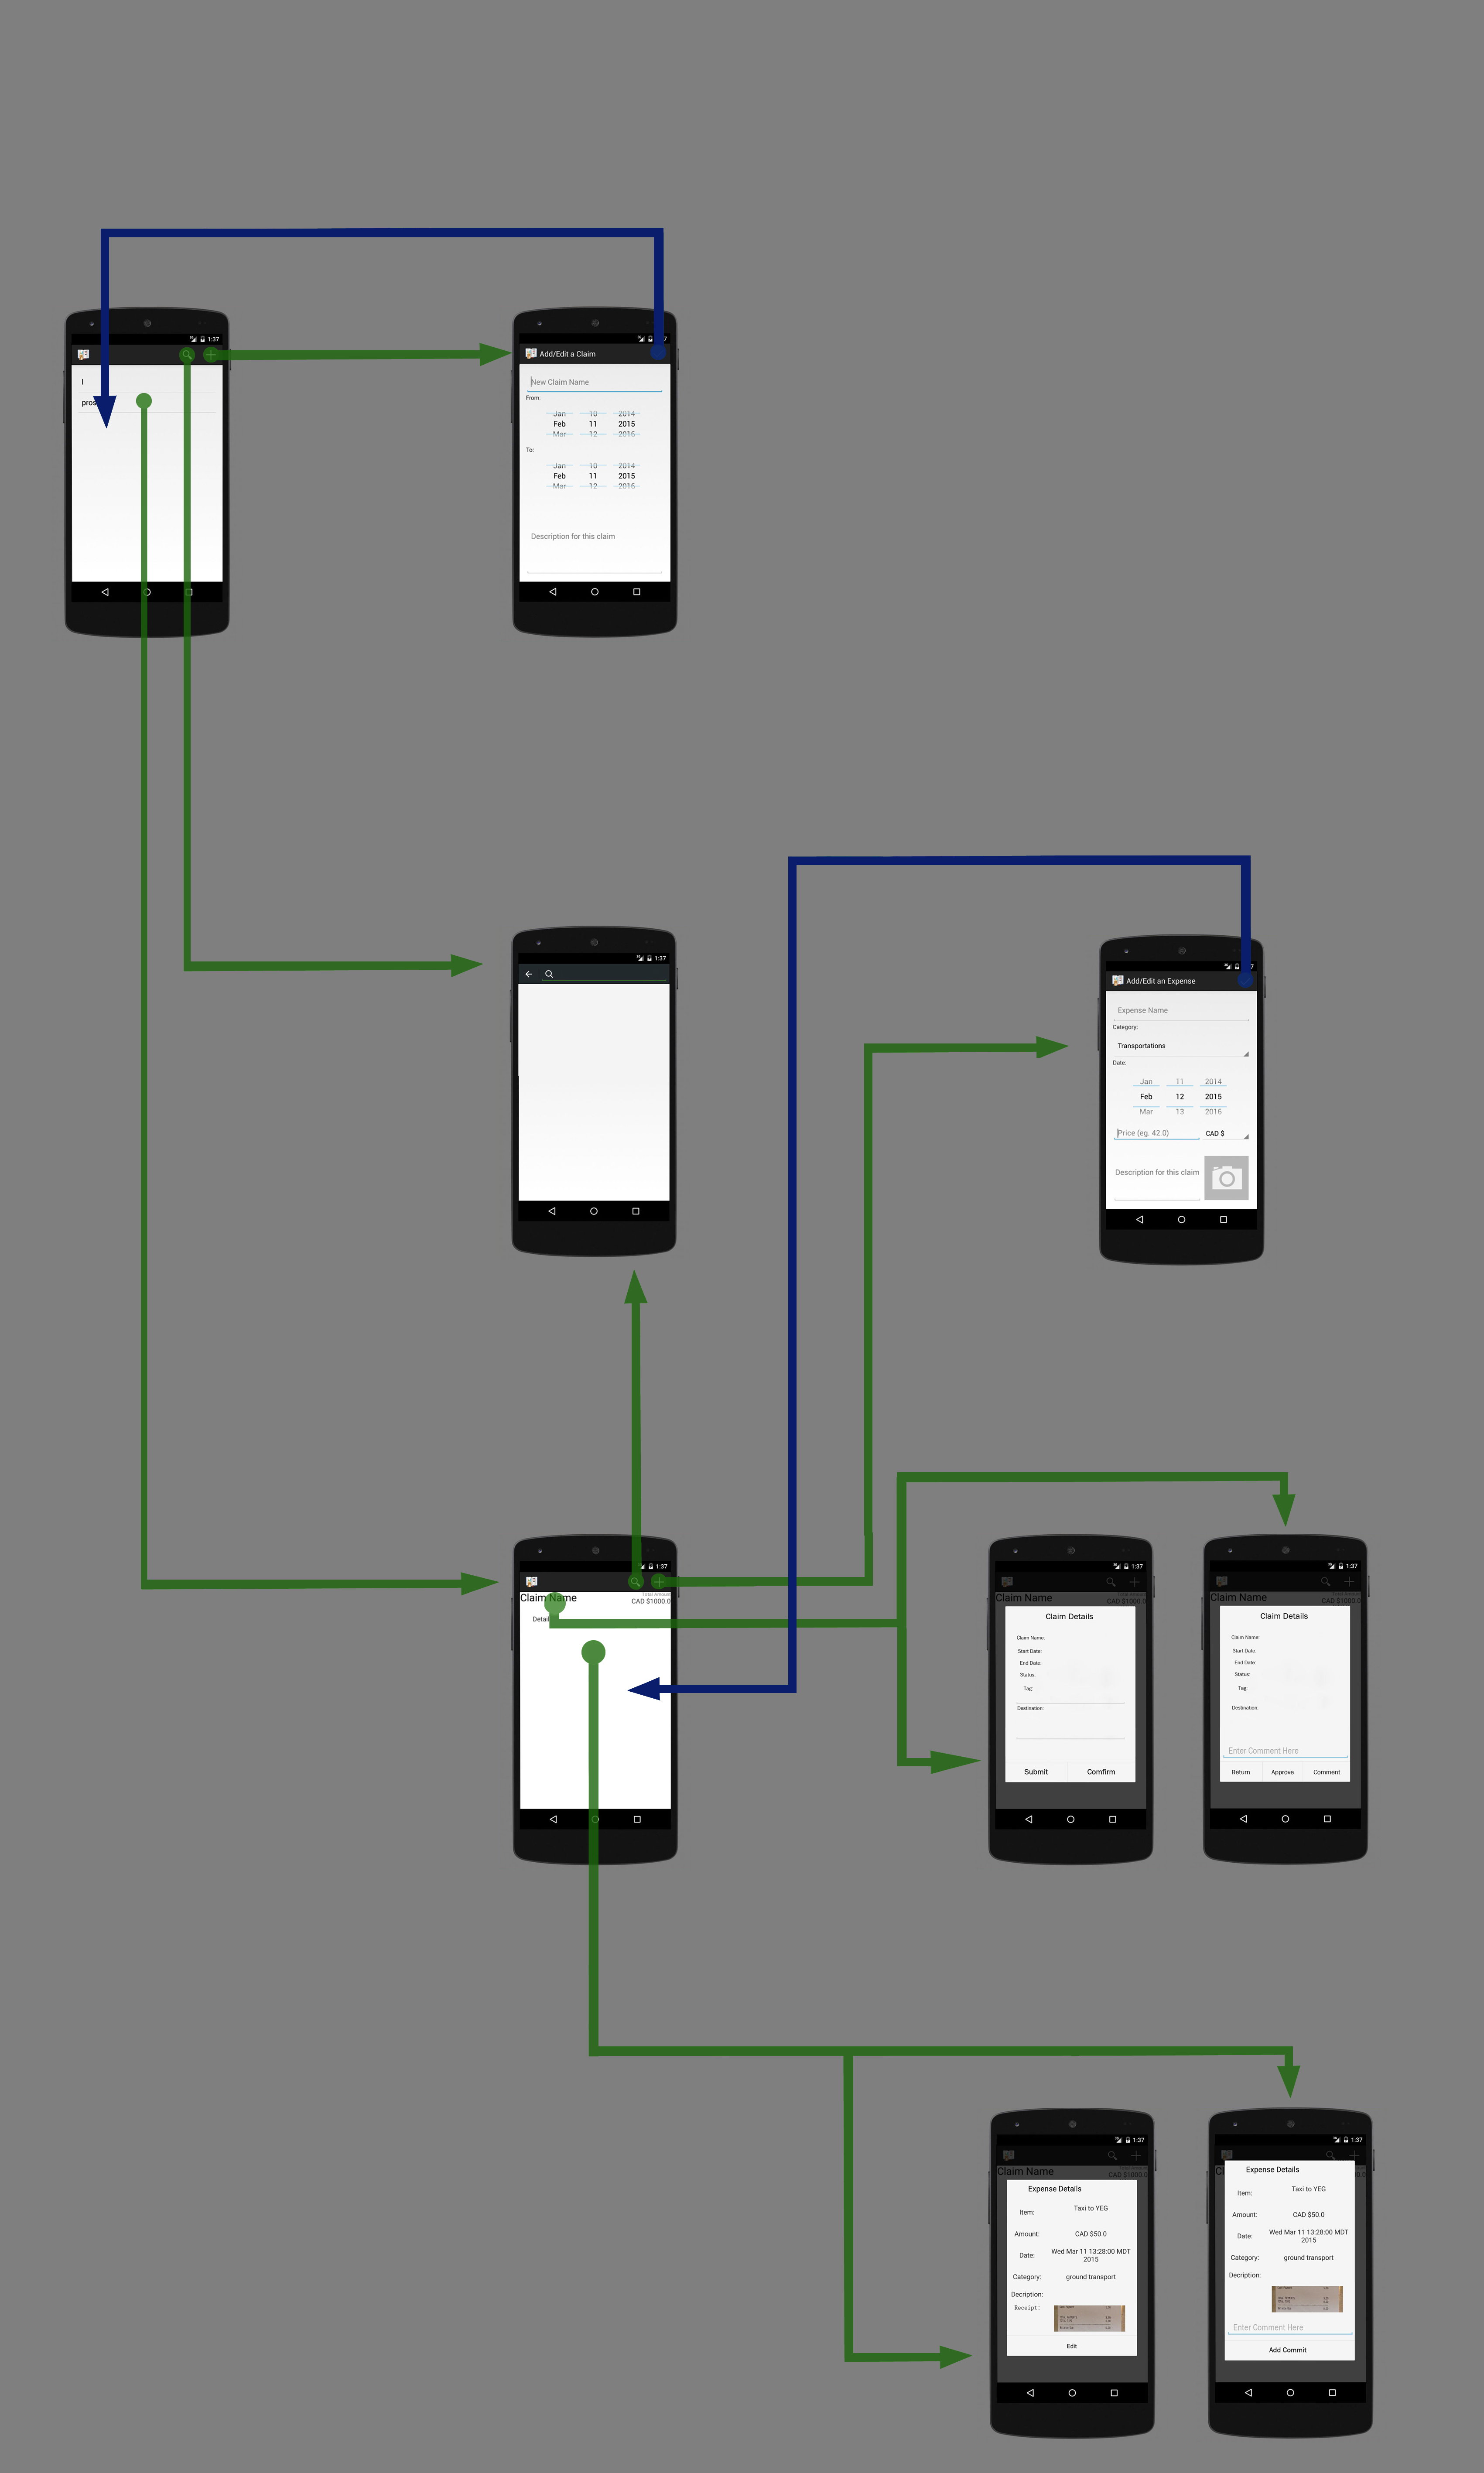 1:37
l
pros
Add/Edit a Claim
New Claim Name
From:
Jan 10 2014
Feb 11 2015
Mar 12 2016
To:
Jan 10 2014
Feb 11 2015
Mar 12 2016
Description for this claim
1:37
Add/Edit an Expense
Expense Name
Category:
Transportations
Date:
Jan 11 2014
Feb 12 2015
Mar 13 2016
Price (eg. 42.0) CAD $
Description for this claim
1:37
Claim Name
CAD $1000.0
Detail
1:37
Claim Name
CAD $1000.0
Claim Details
Claim Name:
Start Date:
End Date:
Status:
Tag:
Destination:
Submit Comfirm
1:37
Claim Name
CAD $1000.0
Claim Details
Claim Name:
Start Date:
End Date:
Status:
Tag:
Destination:
Enter Comment Here
Return Approve Comment
1:37
Claim Name
CAD $1000.0
Expense Details
Item: Taxi to YEG
Amount: CAD $50.0
Date: Wed Mar 11 13:28:00 MDT
2015
Category: ground transport
Decription:
Receipt:
Edit
1:37
Expense Details
Item: Taxi to YEG
Amount: CAD $50.0
Date: Wed Mar 11 13:28:00 MDT
2015
Category: ground transport
Decription:
Enter Comment Here
Add Commit